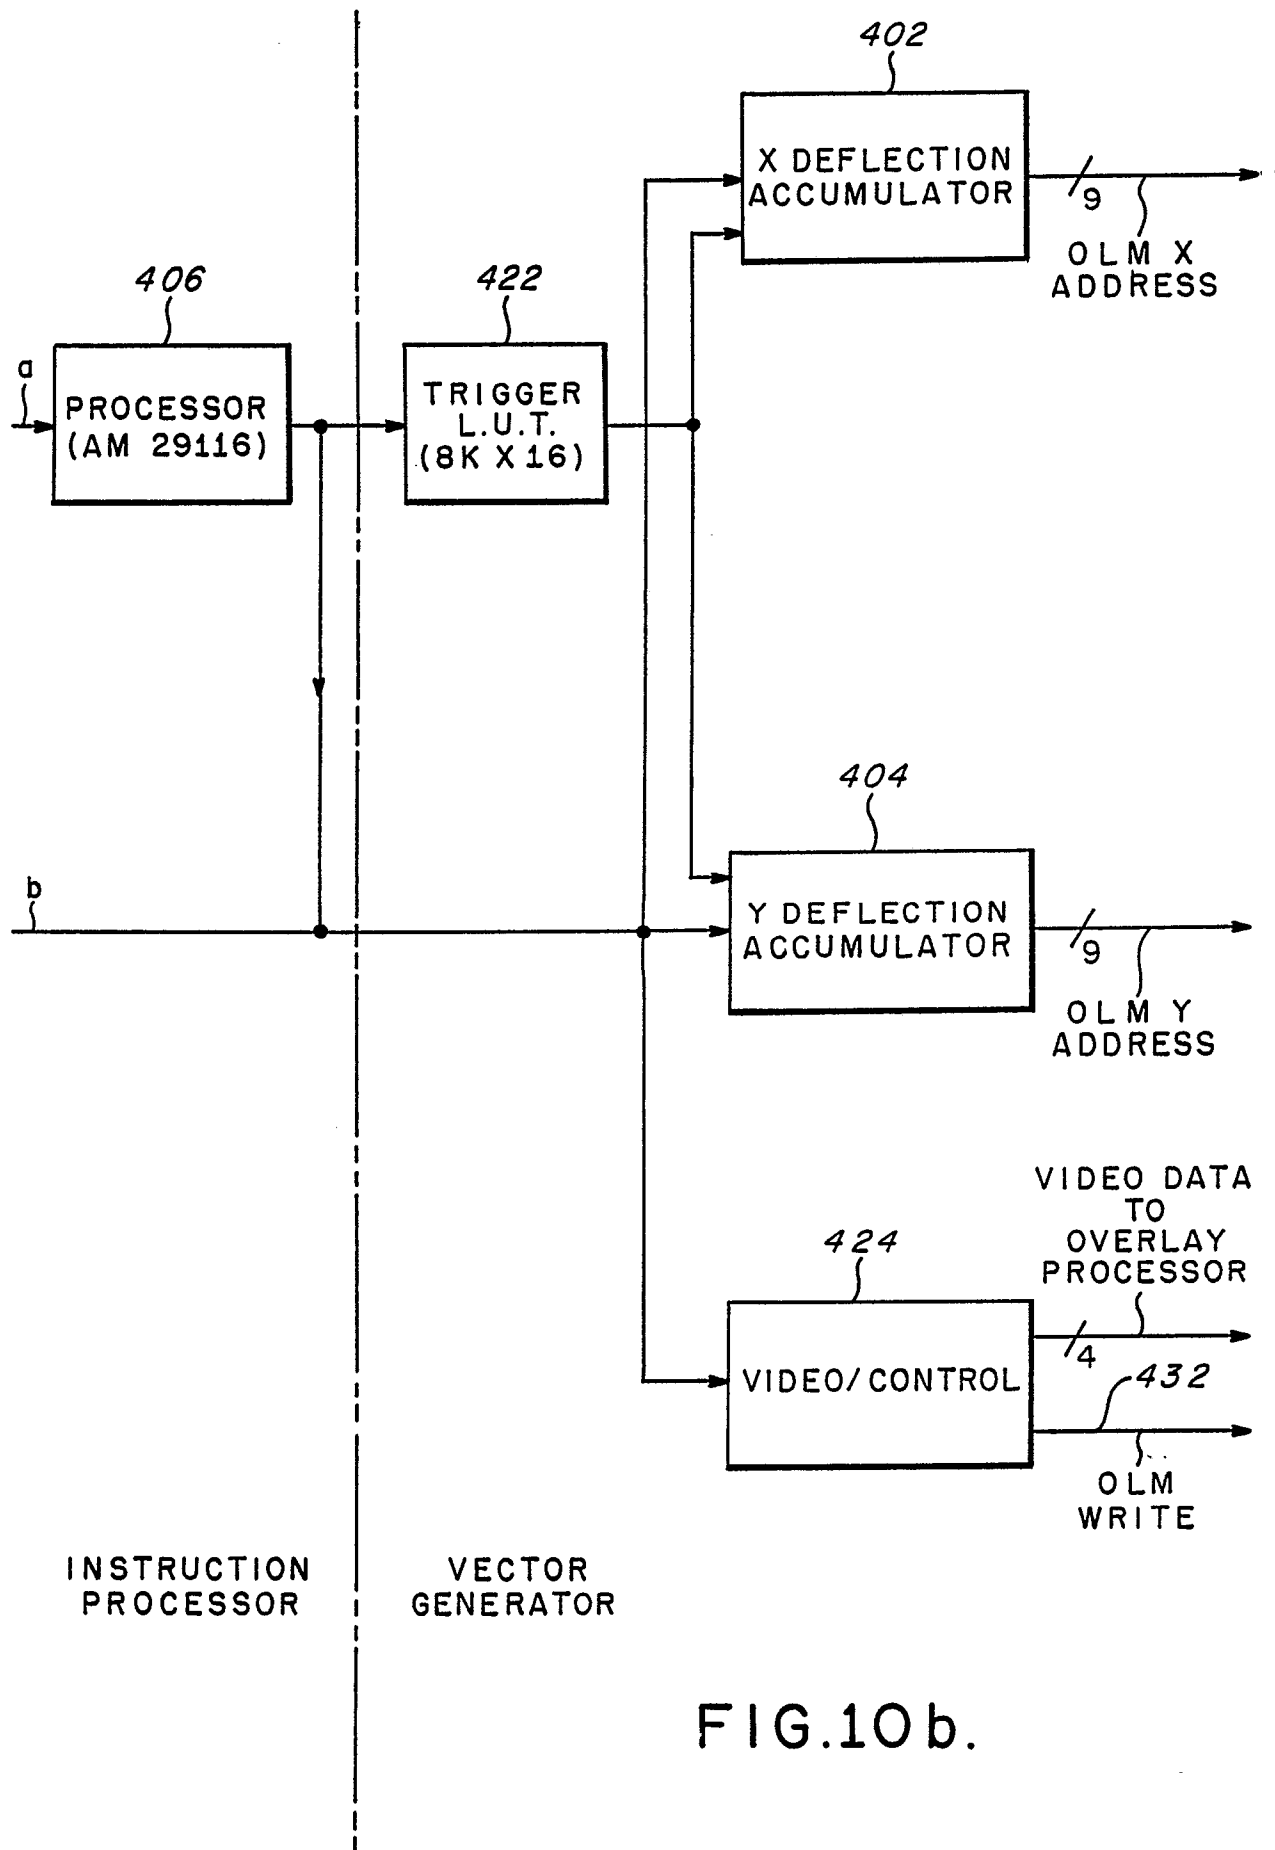 402
X DEFLECTION
ACCUMULATOR
9
OLM X
ADDRESS
406
422
a
PROCESSOR
(AM 29116)
TRIGGER
L.U.T.
(8K X 16)
404
b
Y DEFLECTION
ACCUMULATOR
9
OLM Y
ADDRESS
VIDEO DATA
TO
OVERLAY
PROCESSOR
424
4
VIDEO/CONTROL
432
OLM
WRITE
INSTRUCTION
PROCESSOR
VECTOR
GENERATOR
FIG.10b.